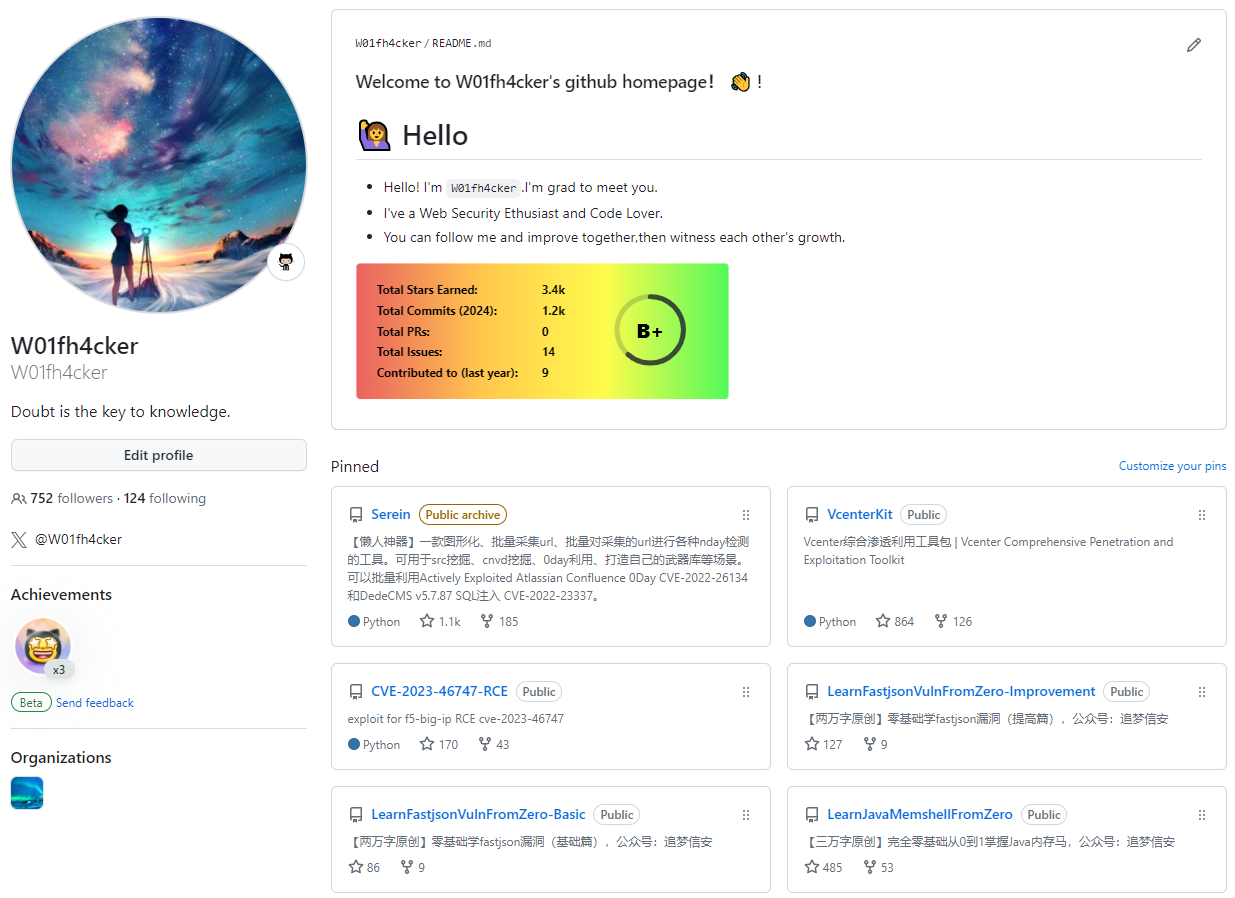 W01fh4cker
W01fh4cker
Doubt is the key to knowledge.
Edit profile
752 followers · 124 following
@W01fh4cker
Achievements
x3
Beta Send feedback
Organizations
W01fh4cker/README.md
Welcome to W01fh4cker's github homepage! 👋!
🙋 Hello
Hello! I'm W01fh4cker.I'm grad to meet you.
I've a Web Security Ethusiast and Code Lover.
You can follow me and improve together,then witness each other's growth.
Total Stars Earned: 3.4k
Total Commits (2024): 1.2k
Total PRs: 0
Total Issues: 14
Contributed to (last year): 9
B+
Pinned
Customize your pins
Serein Public archive
【懒人神器】一款图形化、批量采集url、批量对采集的url进行各种nday检测
的工具。可用于src挖掘、cnvd挖掘、0day利用、打造自己的武器库等场景。
可以批量利用Actively Exploited Atlassian Confluence 0Day CVE-2022-26134
和DedeCMS v5.7.87 SQL注入 CVE-2022-23337。
Python 1.1k 185
VcenterKit Public
Vcenter综合渗透利用工具包 | Vcenter Comprehensive Penetration and
Exploitation Toolkit
Python 864 126
CVE-2023-46747-RCE Public
exploit for f5-big-ip RCE cve-2023-46747
Python 170 43
LearnFastjsonVulnFromZero-Improvement Public
【两万字原创】零基础学fastjson漏洞（提高篇），公众号：追梦信安
127 9
LearnFastjsonVulnFromZero-Basic Public
【两万字原创】零基础学fastjson漏洞（基础篇），公众号：追梦信安
86 9
LearnJavaMemshellFromZero Public
【三万字原创】完全零基础从0到1掌握Java内存马，公众号：追梦信安
485 53